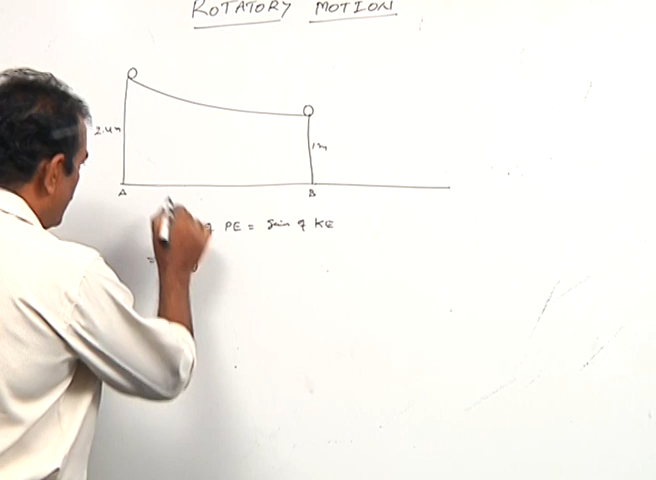 ROTATORY MOTION
2.4m
1m
A B
PE = Gain of KE
=